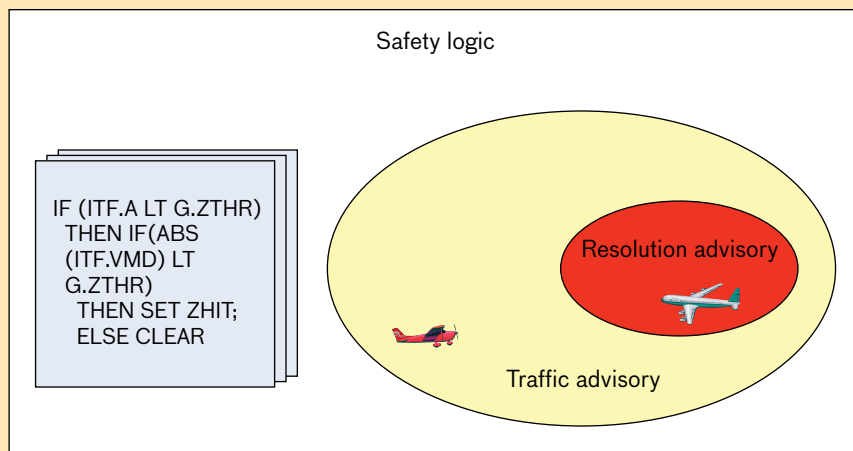 Safety logic
IF (ITF.A LT G.ZTHR)
THEN IF(ABS
(ITF.VMD) LT
G.ZTHR)
THEN SET ZHIT;
ELSE CLEAR
Resolution advisory
Traffic advisory